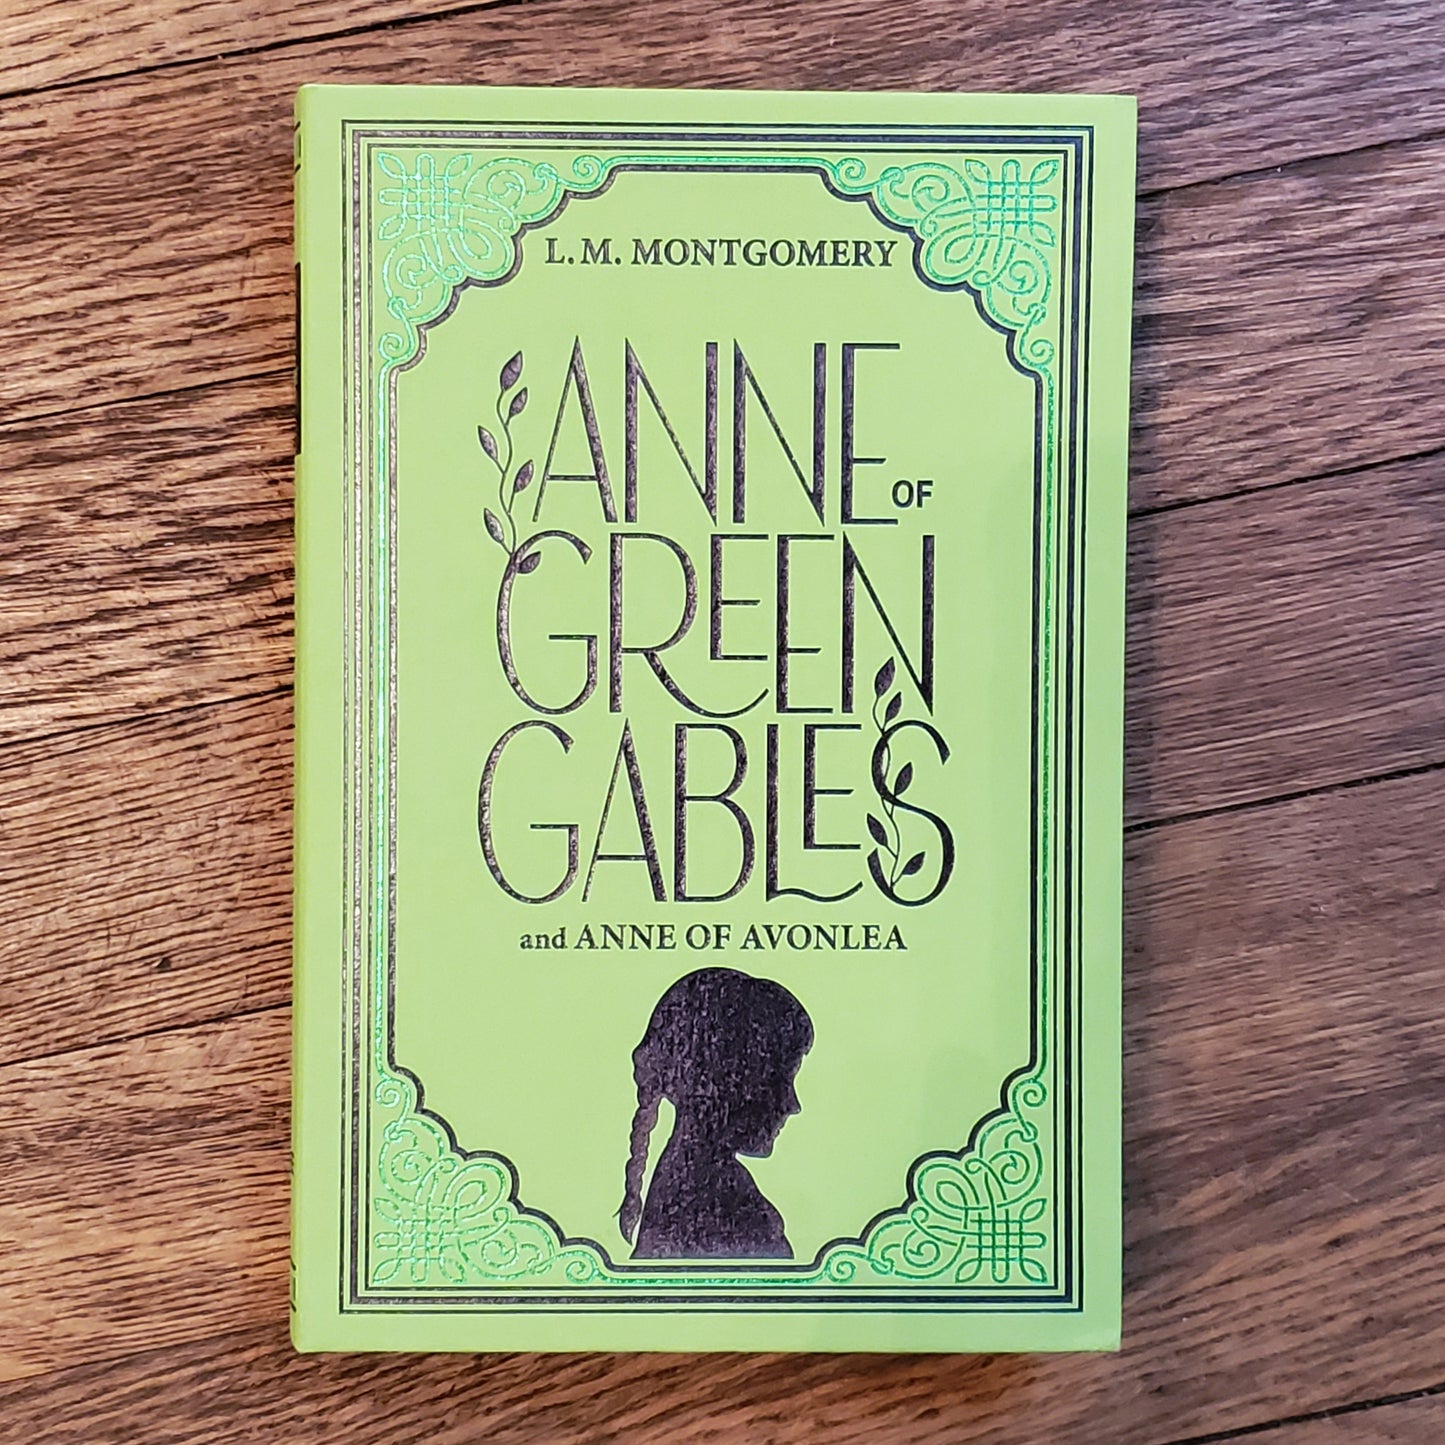 L. M. MONTGOMERY
ANNE OF
GREEN
GABLES
and ANNE OF AVONLEA